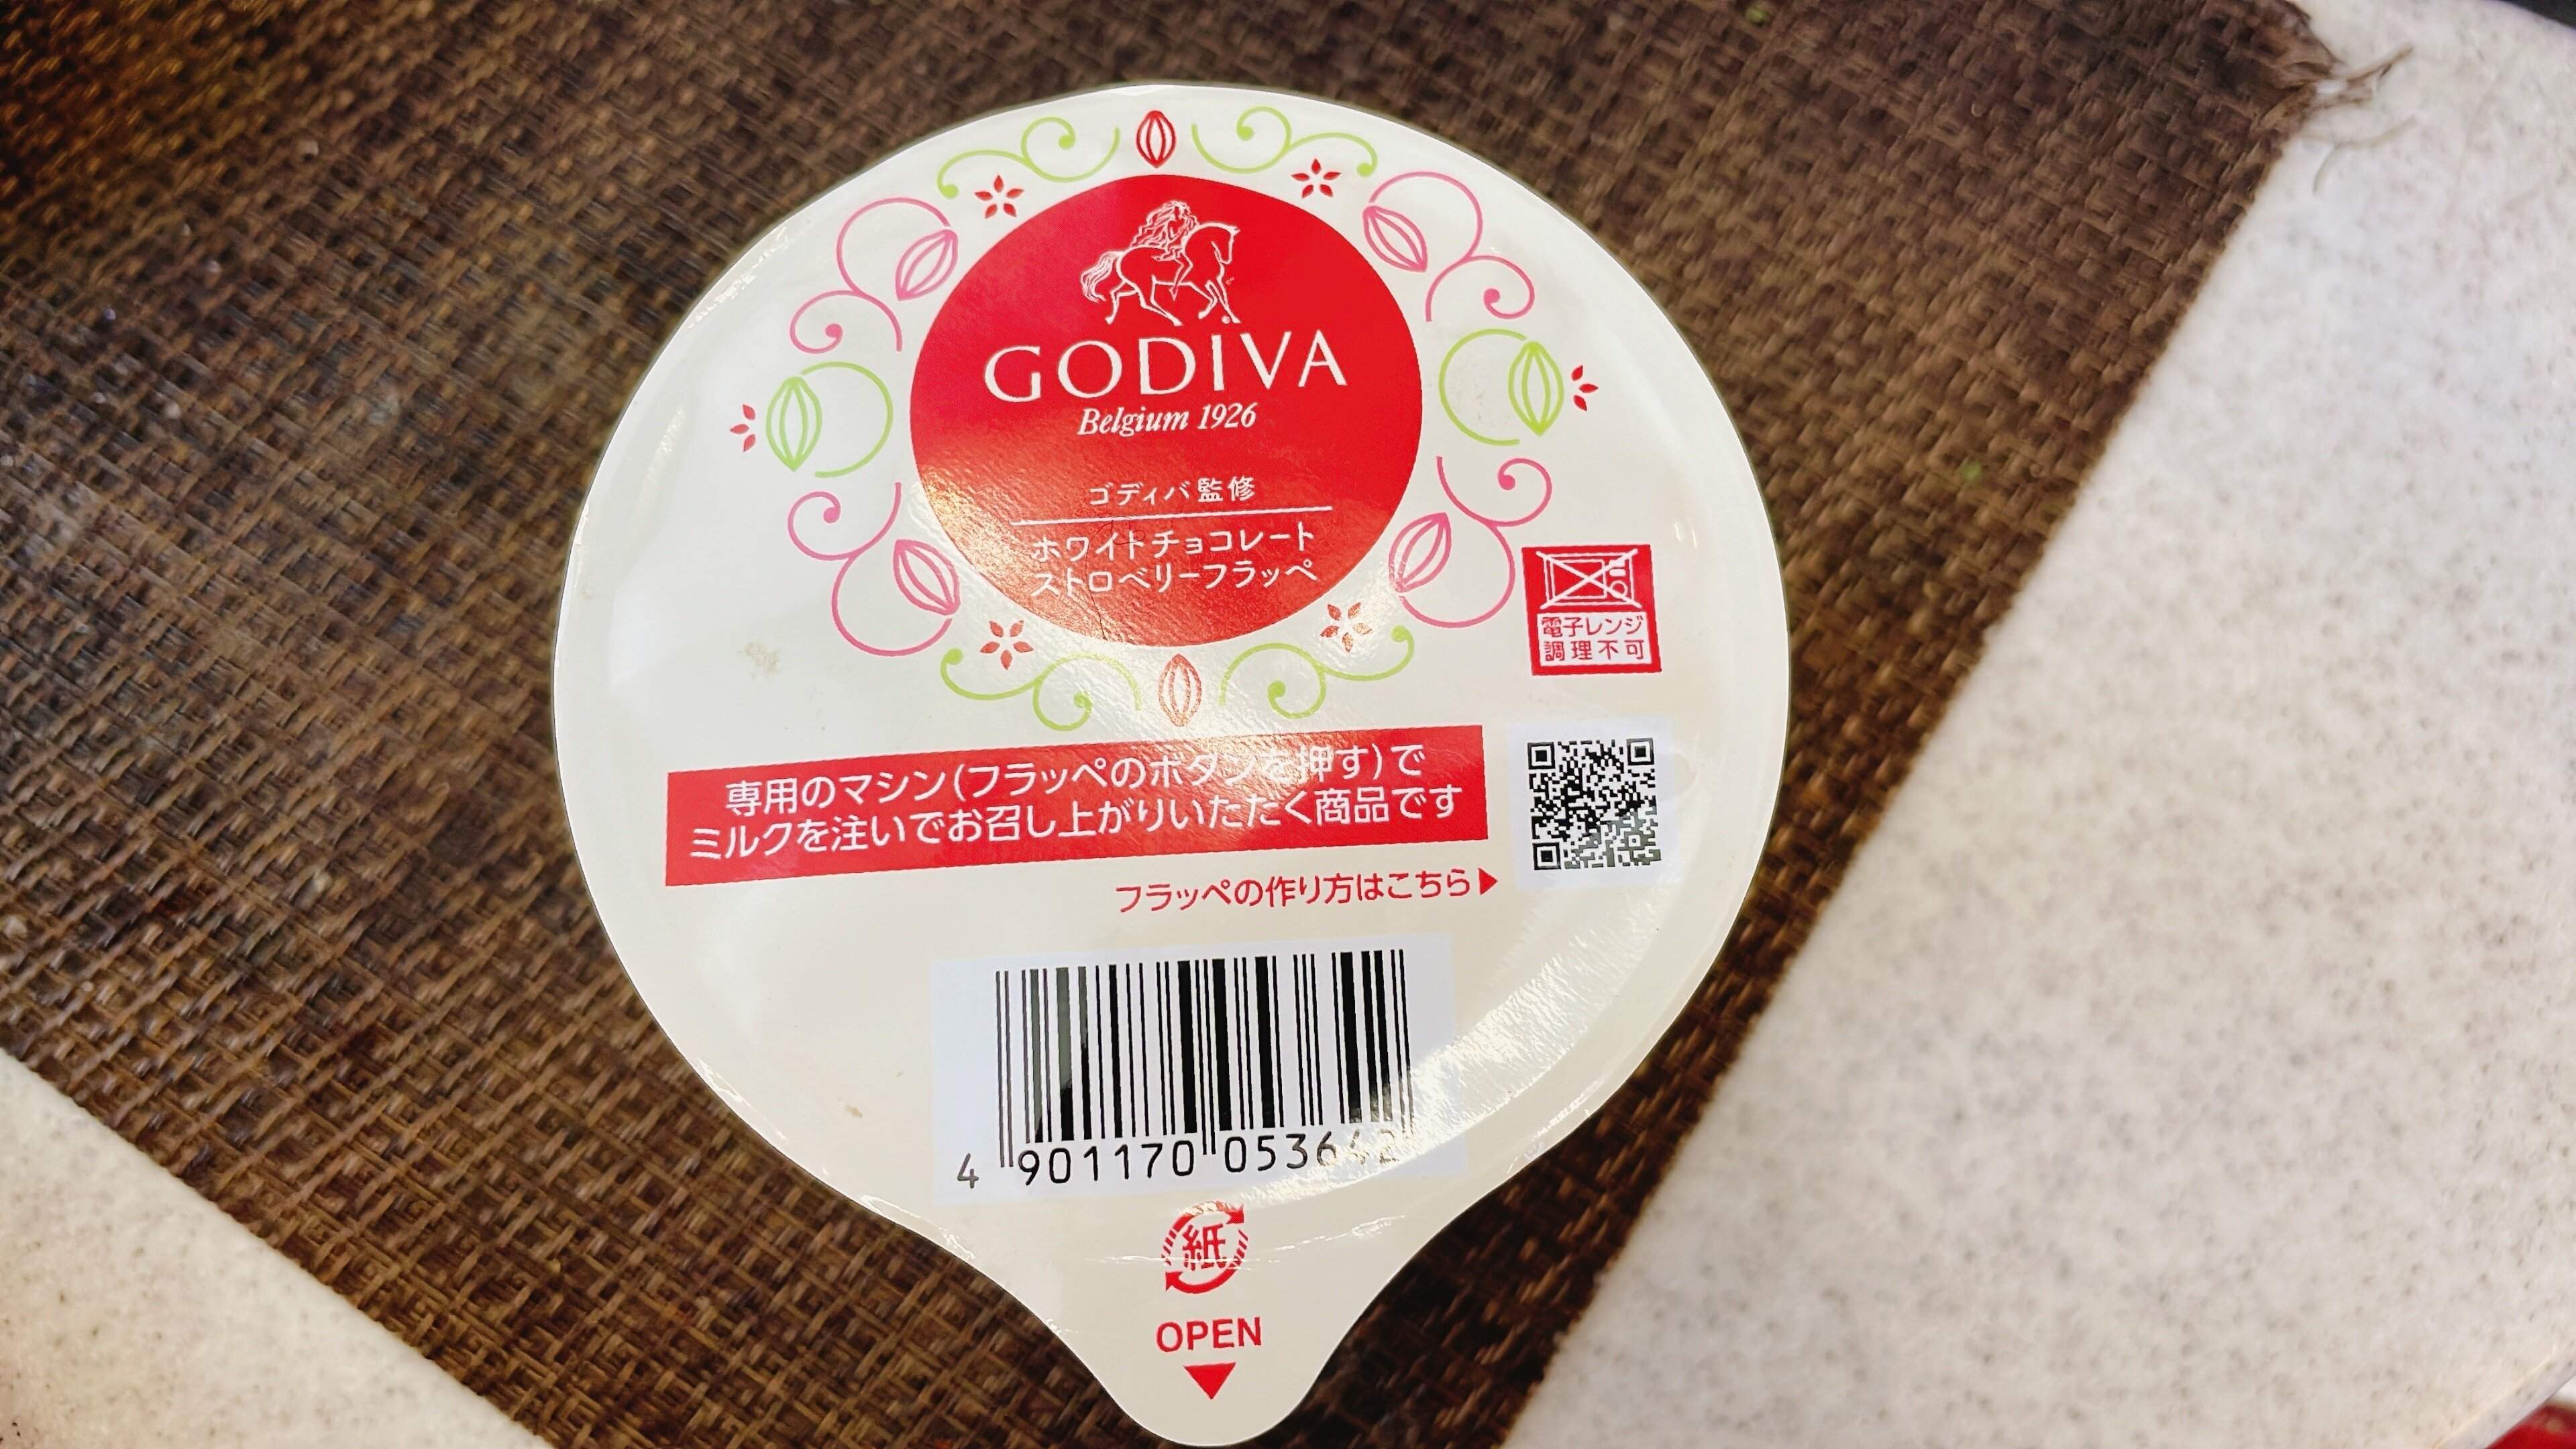 GODIVA
Belgium 1926
ゴディバ監修
ホワイトチョコレート
ストロベリーフラッペ
電子レンジ
調理不可
専用のマシン(フラッペのボタンを押す)で
ミルクを注いでお召し上がりいただく商品です
フラッペの作り方はこちら▶
4 901170 053642
紙
OPEN